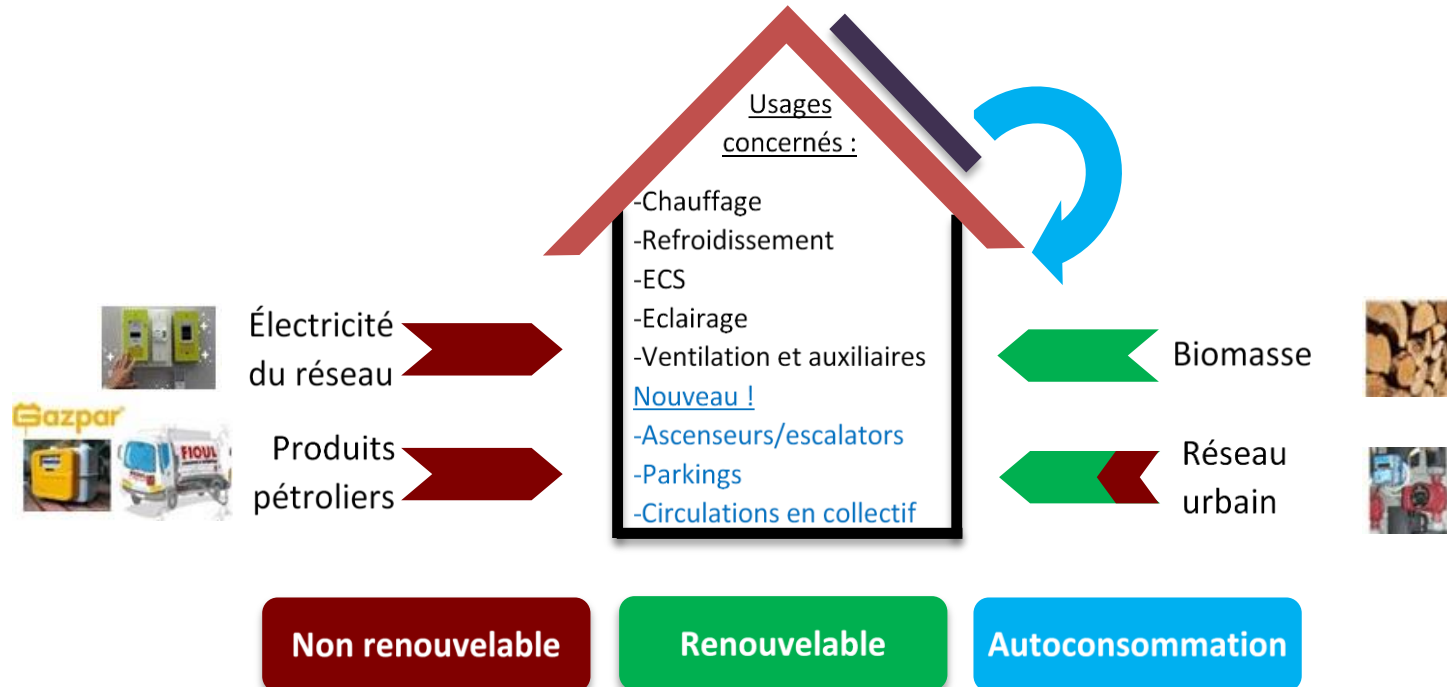 Usages
concernés :
-Chauffage
-Refroidissement
-ECS
-Eclairage
-Ventilation et auxiliaires
Nouveau !
-Ascenseurs/escalators
-Parkings
-Circulations en collectif
Électricité
du réseau
Gazpar
FIOUL
Produits
pétroliers
Biomasse
Réseau
urbain
Non renouvelable
Renouvelable
Autoconsommation